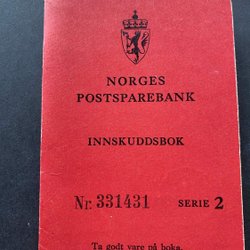 NORGES
POSTSPAREBANK
INNSKUDDSBOK
Nr. 331431 SERIE 2
Ta godt vare på boka.